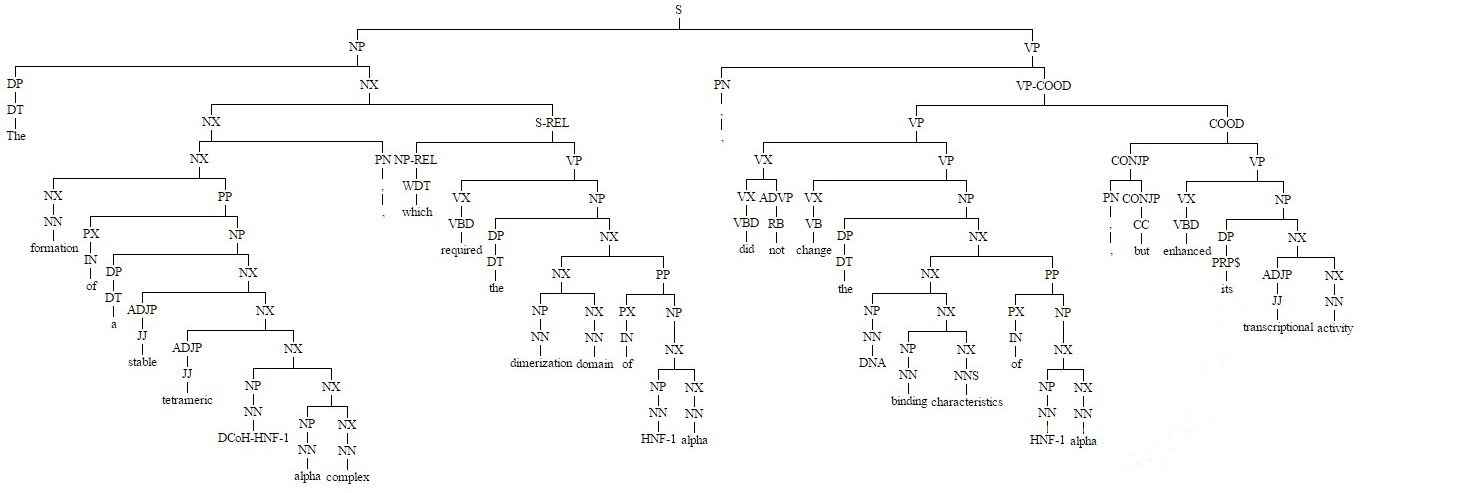 S
NP VP
DP NX PN VP-COOD
DT NX S-REL , VP COOD
The NX PN NP-REL VP , VX VP CONJP VP
NX PP , WDT VX NP VX ADVP VX NP PN CONJP VX NP
NN PX NP , which VBD DP NX VBD RB VB DP NX , CC VBD DP NX
formation IN DP NX required DT NX PP did not change DT NX PP , but enhanced PRP$ ADJP NX
of DT ADJP NX the NP NX PX NP the NP NX PX NP its JJ NN
a JJ ADJP NX NN NN IN NX NN NP NX IN NX transcriptional activity
stable JJ NP NX dimerization domain of NP NX DNA NN NNS of NP NX
tetrameric NN NP NX NN NN binding characteristics NN NN
DCoH-HNF-1 NN NN HNF-1 alpha HNF-1 alpha
alpha complex